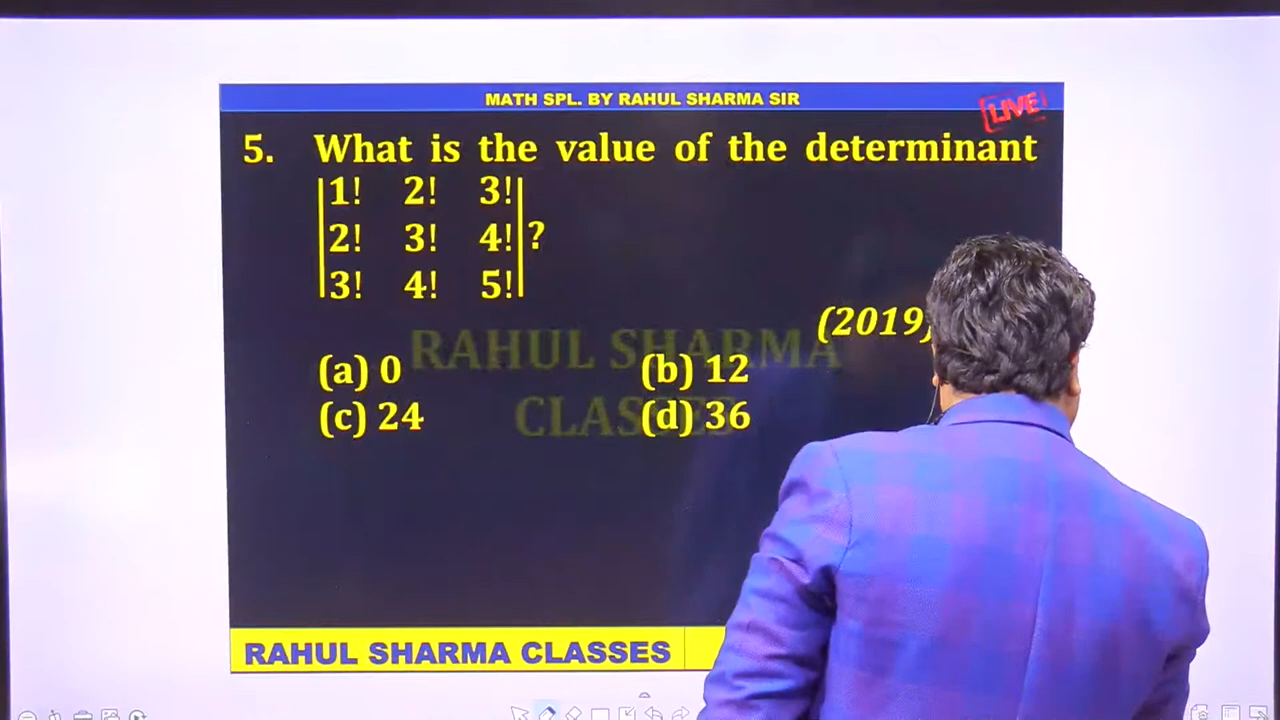 MATH SPL. BY RAHUL SHARMA SIR
LIVE
5. What is the value of the determinant
|1! 2! 3!|
|2! 3! 4!| ?
|3! 4! 5!|
(2019)
RAHUL SHARMA
CLASSES
(a) 0 (b) 12
(c) 24 (d) 36
RAHUL SHARMA CLASSES